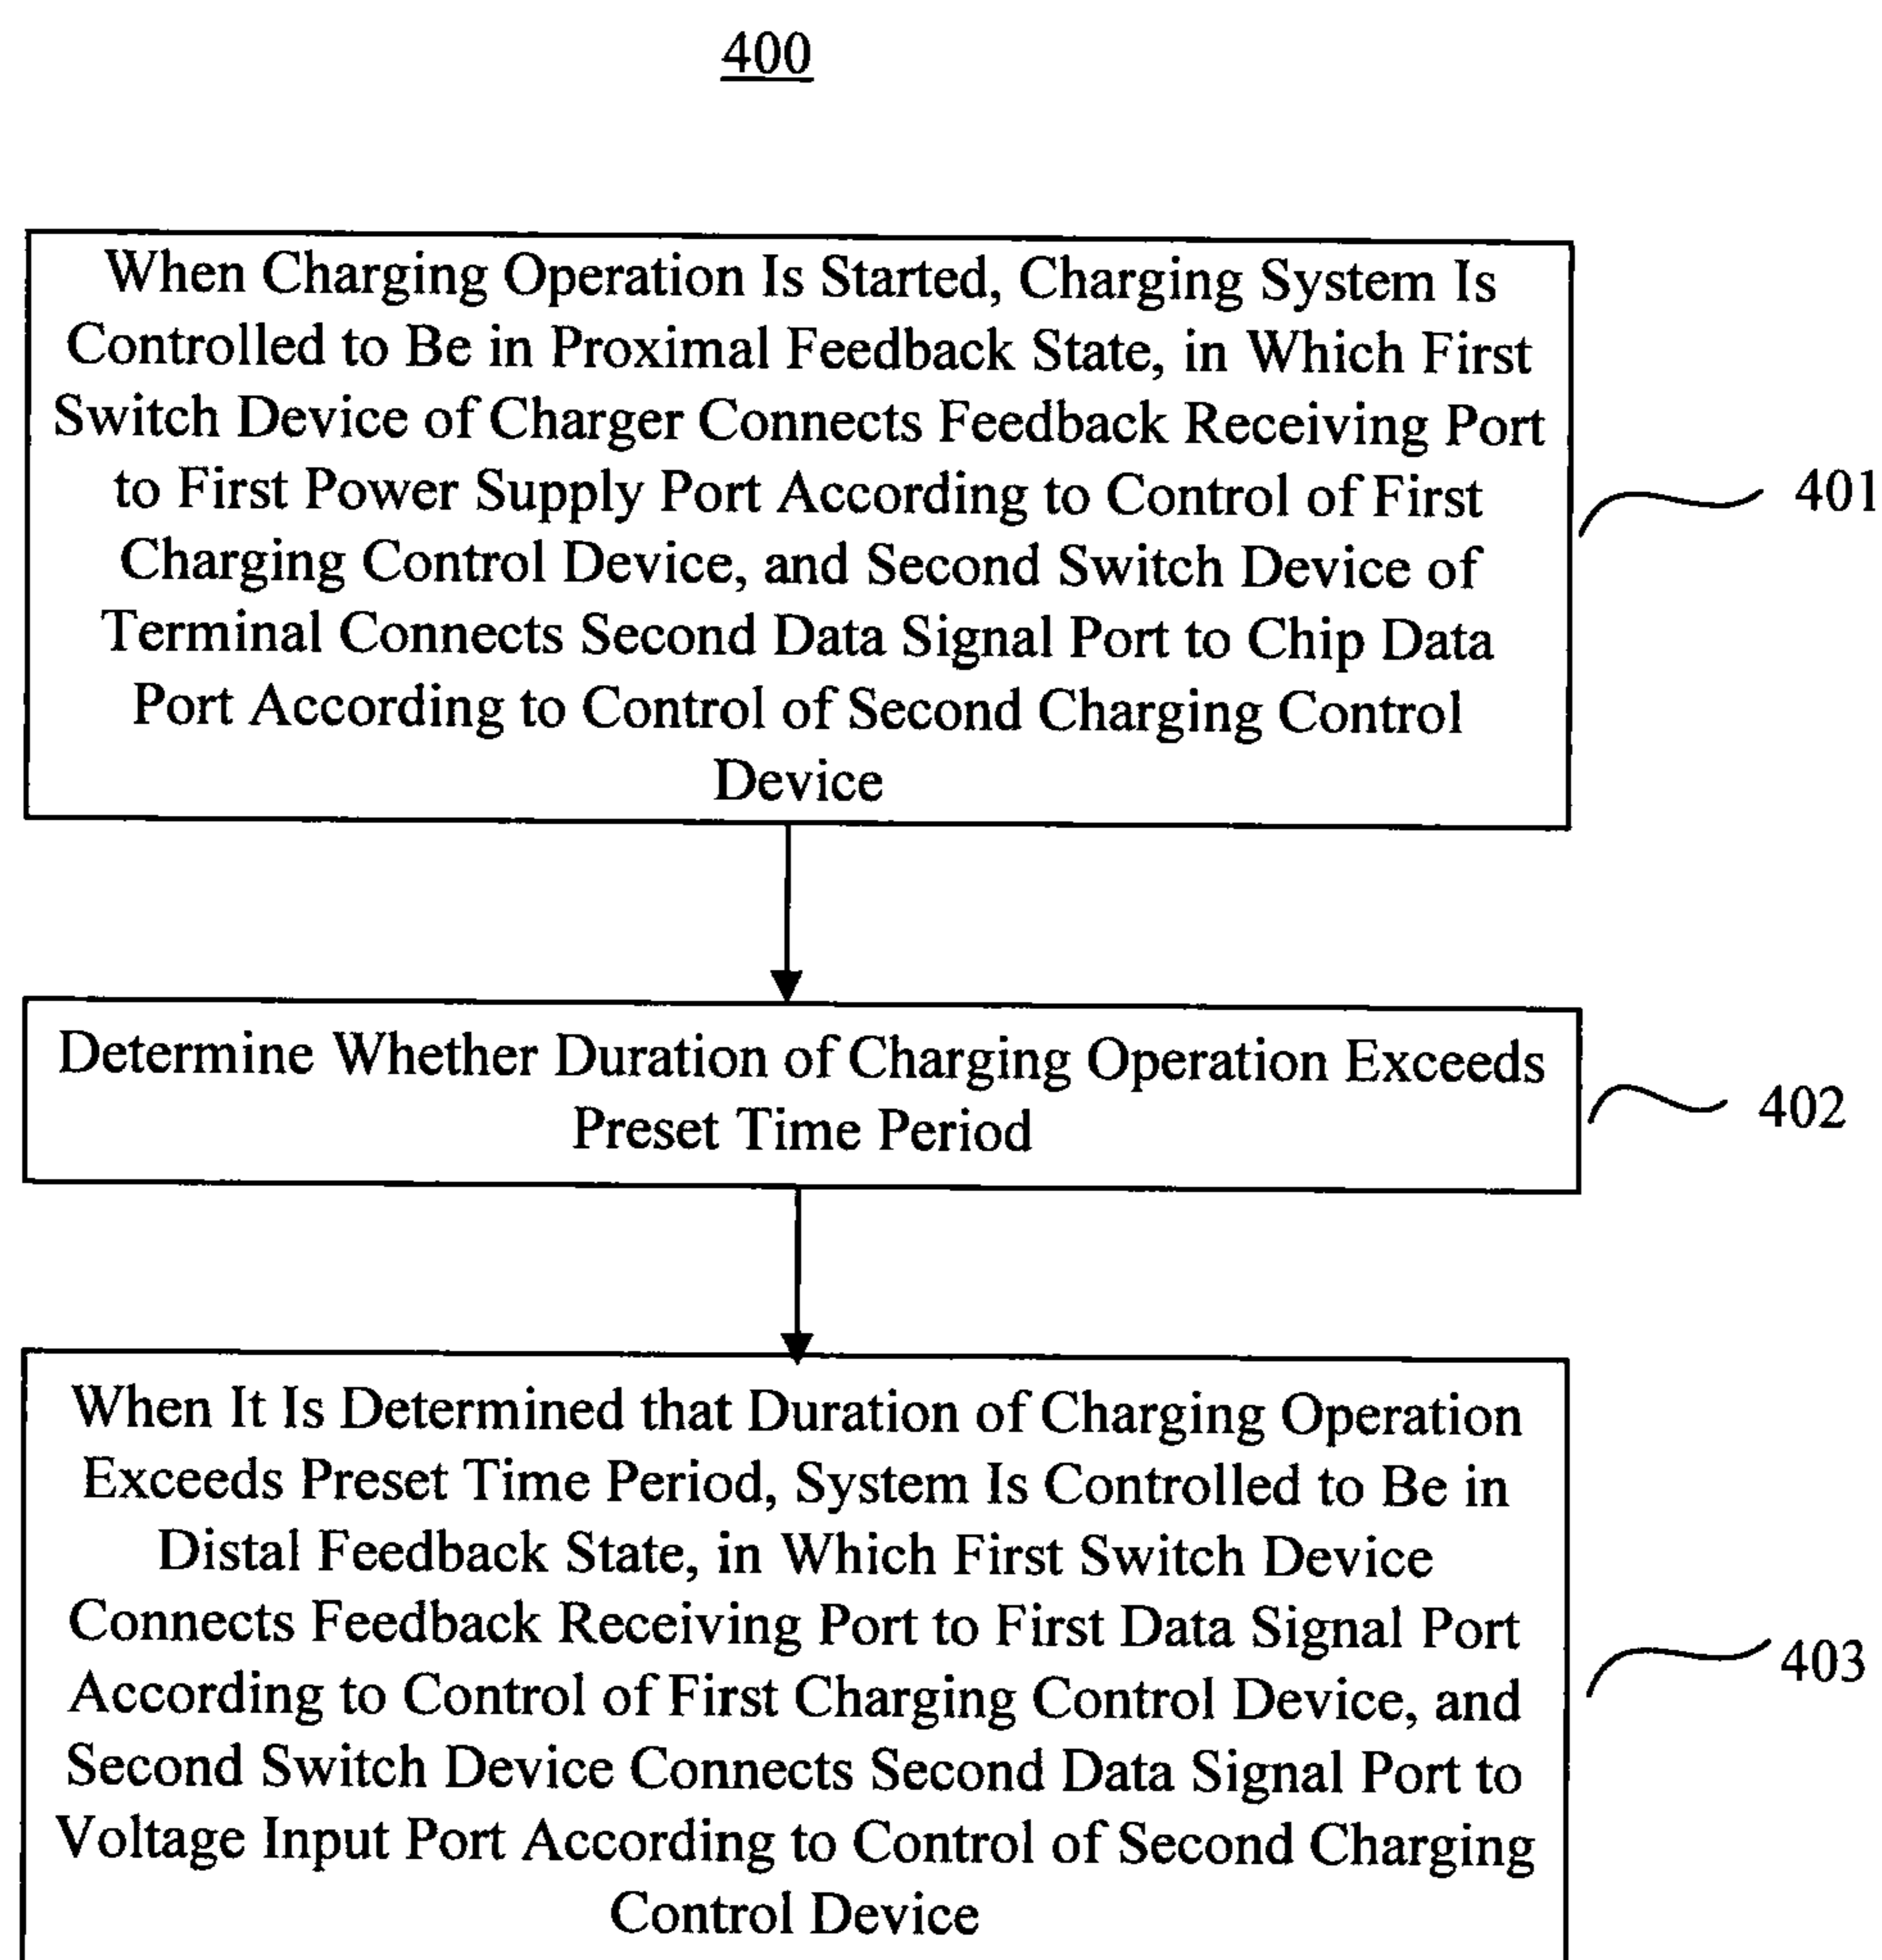 400
When Charging Operation Is Started, Charging System Is
Controlled to Be in Proximal Feedback State, in Which First
Switch Device of Charger Connects Feedback Receiving Port
to First Power Supply Port According to Control of First
Charging Control Device, and Second Switch Device of
Terminal Connects Second Data Signal Port to Chip Data
Port According to Control of Second Charging Control
Device
401
Determine Whether Duration of Charging Operation Exceeds
Preset Time Period
402
When It Is Determined that Duration of Charging Operation
Exceeds Preset Time Period, System Is Controlled to Be in
Distal Feedback State, in Which First Switch Device
Connects Feedback Receiving Port to First Data Signal Port
According to Control of First Charging Control Device, and
Second Switch Device Connects Second Data Signal Port to
Voltage Input Port According to Control of Second Charging
Control Device
403